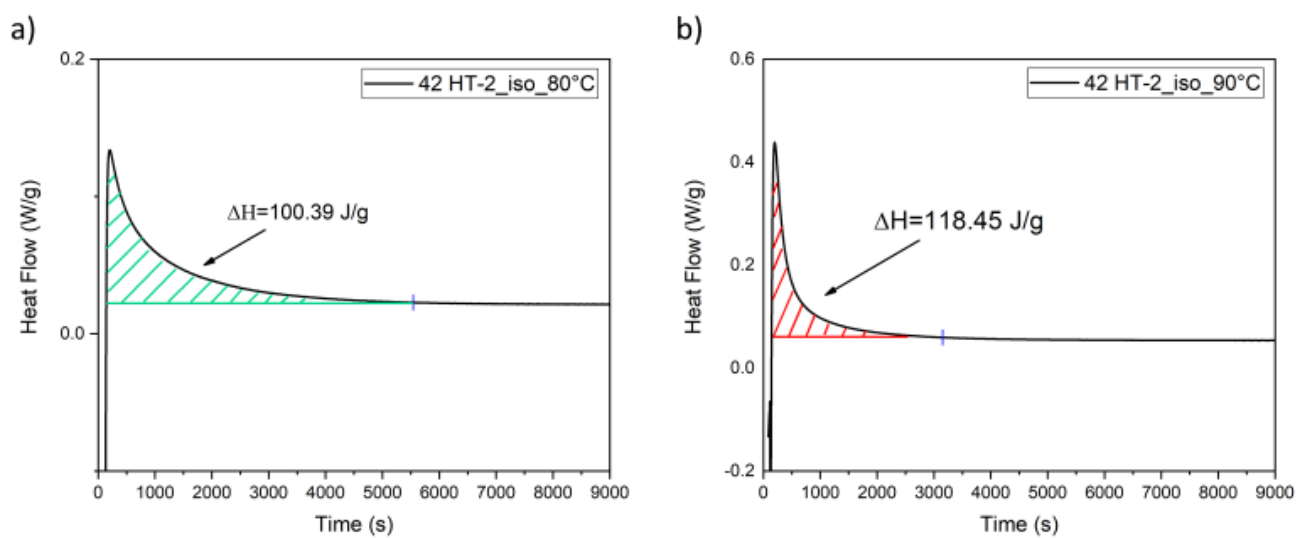 a)
0.2
42 HT-2_iso_80°C
ΔH=100.39 J/g
Heat Flow (W/g)
0.0
0 1000 2000 3000 4000 5000 6000 7000 8000 9000
Time (s)
b)
0.6
42 HT-2_iso_90°C
0.4
ΔH=118.45 J/g
Heat Flow (W/g)
0.2
0.0
-0.2
0 1000 2000 3000 4000 5000 6000 7000 8000 9000
Time (s)